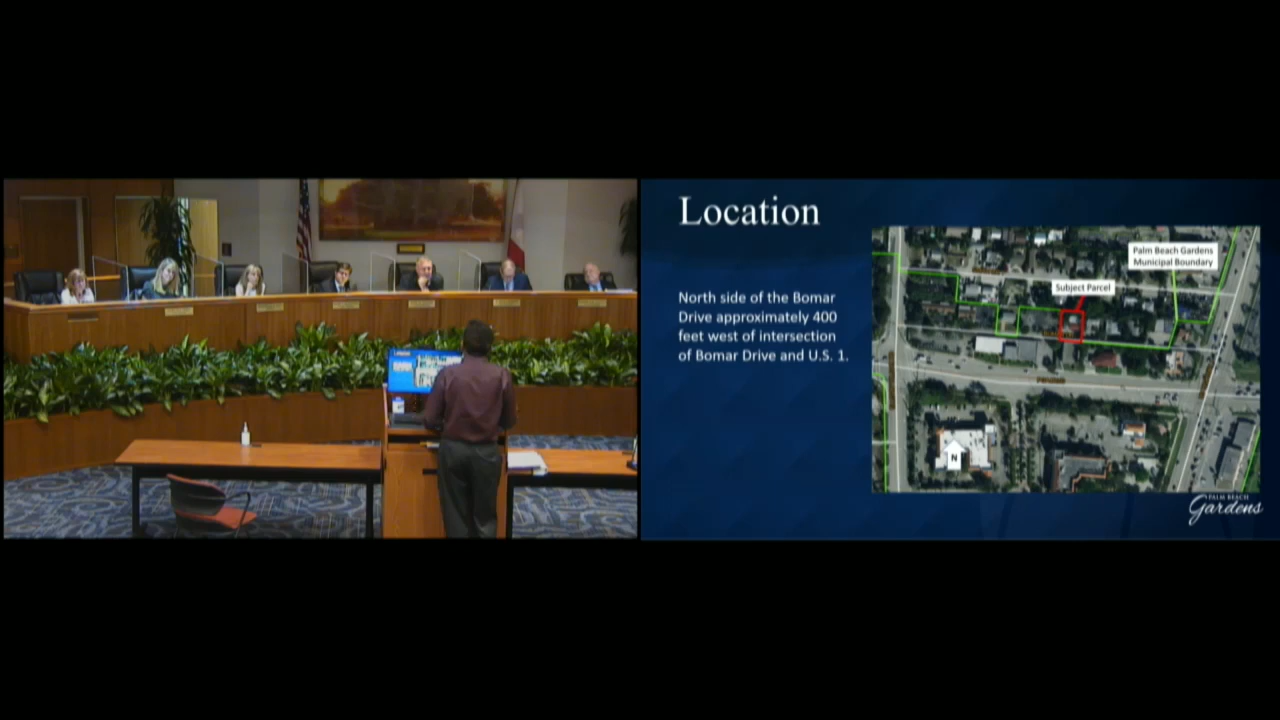 Location
North side of the Bomar
Drive approximately 400
feet west of intersection
of Bomar Drive and U.S. 1.
Palm Beach Gardens
Municipal Boundary
Subject Parcel
N
PALM BEACH
Gardens